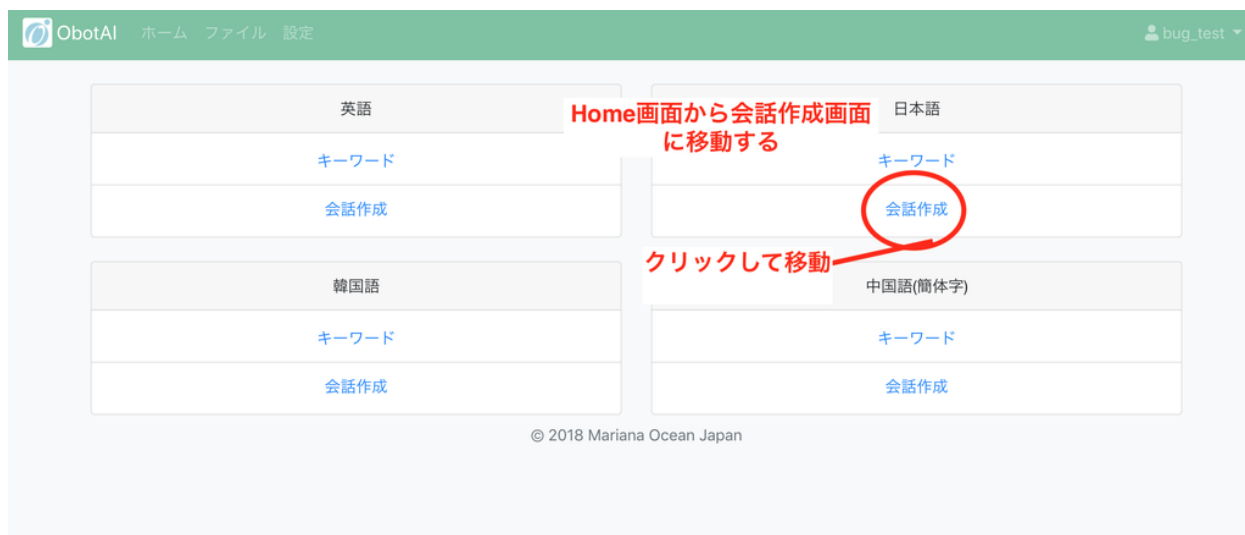 ObotAI ホーム ファイル 設定 bug_test
英語
キーワード
会話作成
Home画面から会話作成画面
に移動する
日本語
キーワード
会話作成
クリックして移動
韓国語
キーワード
会話作成
中国語(簡体字)
キーワード
会話作成
© 2018 Mariana Ocean Japan